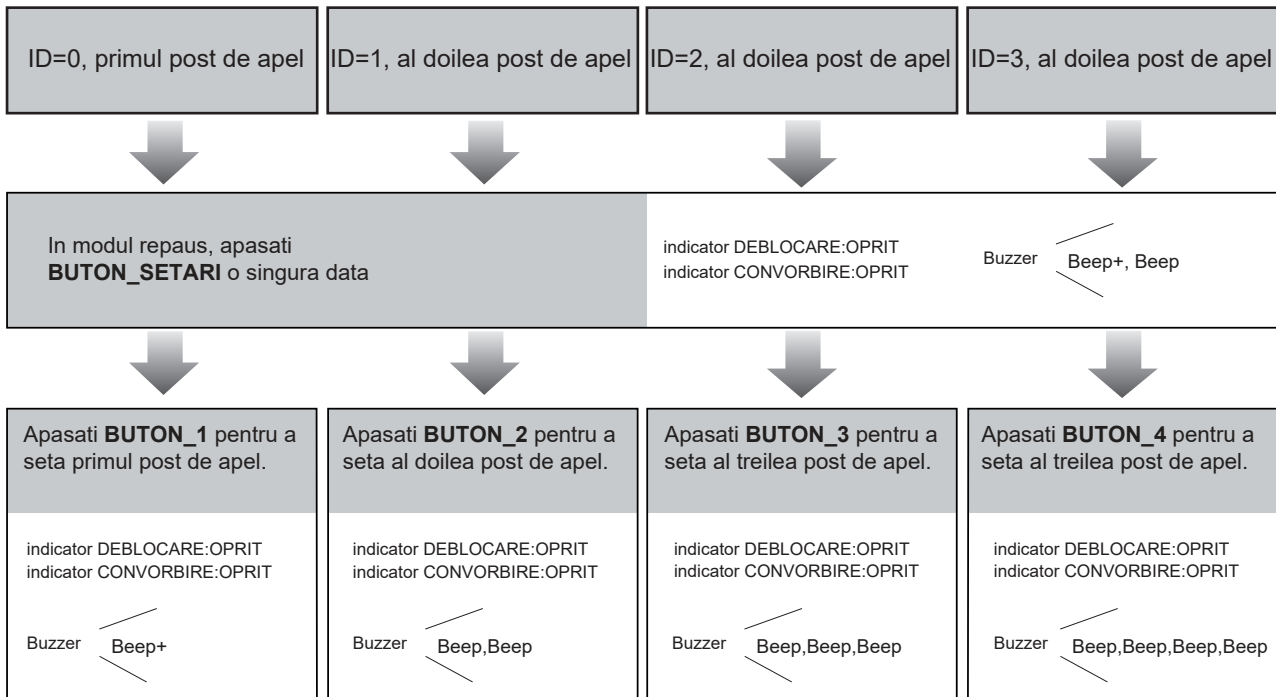 ID=0, primul post de apel
ID=1, al doilea post de apel
ID=2, al doilea post de apel
ID=3, al doilea post de apel
In modul repaus, apasati
BUTON_SETARI o singura data
indicator DEBLOCARE:OPRIT
indicator CONVORBIRE:OPRIT
Buzzer
Beep+, Beep
Apasati BUTON_1 pentru a
seta primul post de apel.
indicator DEBLOCARE:OPRIT
indicator CONVORBIRE:OPRIT
Buzzer
Beep+
Apasati BUTON_2 pentru a
seta al doilea post de apel.
indicator DEBLOCARE:OPRIT
indicator CONVORBIRE:OPRIT
Buzzer
Beep,Beep
Apasati BUTON_3 pentru a
seta al treilea post de apel.
indicator DEBLOCARE:OPRIT
indicator CONVORBIRE:OPRIT
Buzzer
Beep,Beep,Beep
Apasati BUTON_4 pentru a
seta al treilea post de apel.
indicator DEBLOCARE:OPRIT
indicator CONVORBIRE:OPRIT
Buzzer
Beep,Beep,Beep,Beep